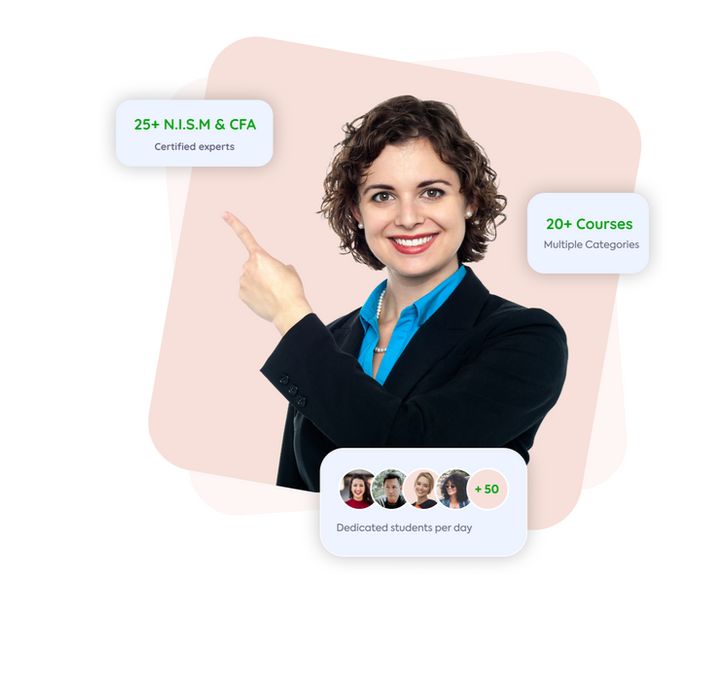 25+ N.I.S.M & CFA
Certified experts
20+ Courses
Multiple Categories
+ 50
Dedicated students per day